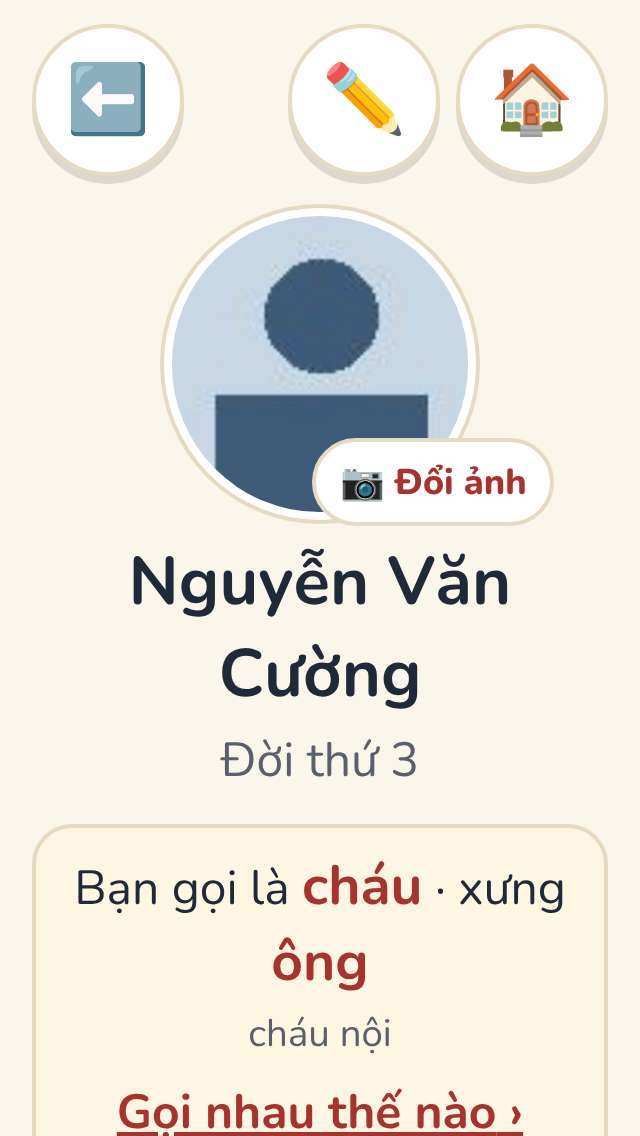 Đổi ảnh
Nguyễn Văn
Cường
Đời thứ 3
Bạn gọi là cháu · xưng
ông
cháu nội
Gọi nhau thế nào ›